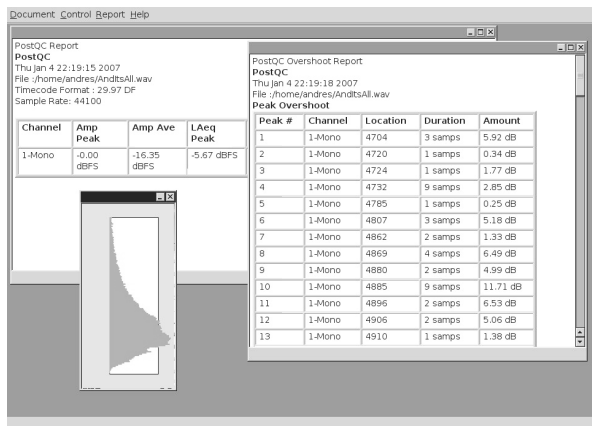 Document Control Report Help
PostQC Report
PostQC
Thu Jan 4 22:19:15 2007
File :/home/andres/AnditsAll.wav
Timecode Format : 29.97 DF
Sample Rate: 44100
Channel Amp Peak Amp Ave LAeq Peak
1-Mono -0.00 dBFS -16.35 dBFS -5.67 dBFS
PostQC Overshoot Report
PostQC
Thu Jan 4 22:19:18 2007
File :/home/andres/AnditsAll.wav
Peak Overshoot
Peak # Channel Location Duration Amount
1 1-Mono 4704 3 samps 5.92 dB
2 1-Mono 4720 1 samps 0.34 dB
3 1-Mono 4724 1 samps 1.77 dB
4 1-Mono 4732 9 samps 2.85 dB
5 1-Mono 4785 1 samps 0.25 dB
6 1-Mono 4807 3 samps 5.18 dB
7 1-Mono 4862 2 samps 1.33 dB
8 1-Mono 4869 4 samps 6.49 dB
9 1-Mono 4880 2 samps 4.99 dB
10 1-Mono 4885 9 samps 11.71 dB
11 1-Mono 4896 2 samps 6.53 dB
12 1-Mono 4906 2 samps 5.06 dB
13 1-Mono 4910 1 samps 1.38 dB